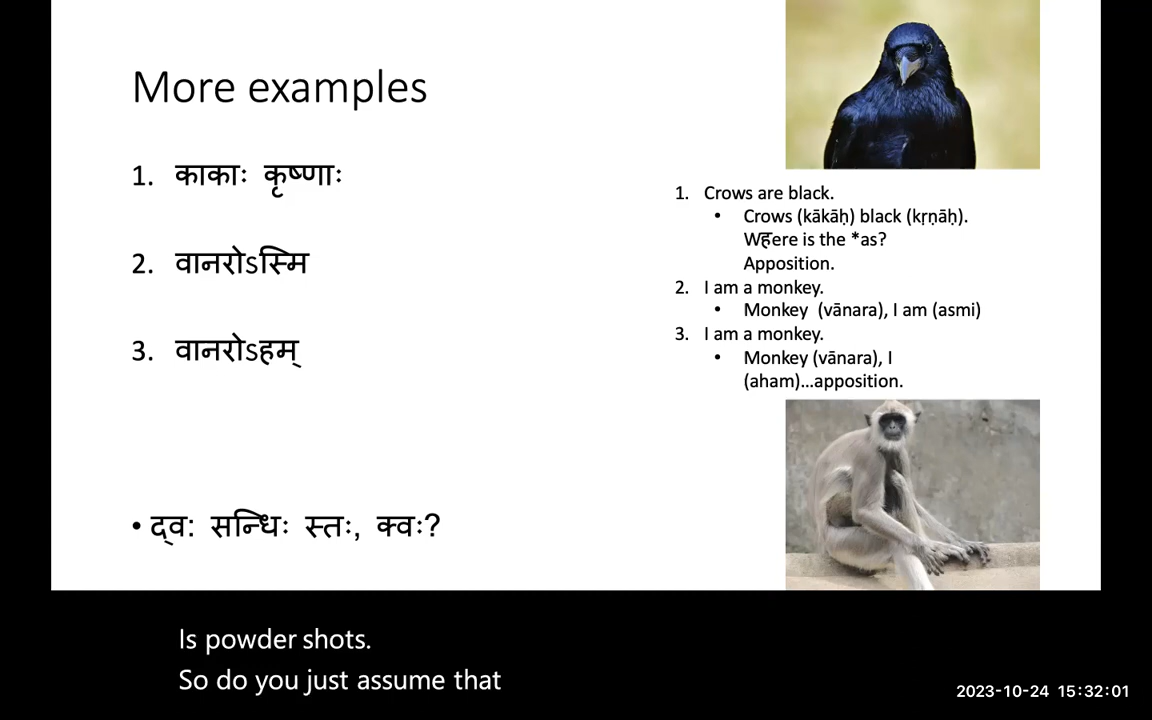 More examples
1. काकाः कृष्णाः
2. वानरोऽस्मि
3. वानरोऽहम्
• द्व: सन्धिः स्तः, क्वः?
1. Crows are black.
• Crows (kākāḥ) black (kṛṇāḥ).
Wहere is the *as?
Apposition.
2. I am a monkey.
• Monkey (vānara), I am (asmi)
3. I am a monkey.
• Monkey (vānara), I
(aham)...apposition.
Is powder shots.
So do you just assume that
2023-10-24 15:32:01